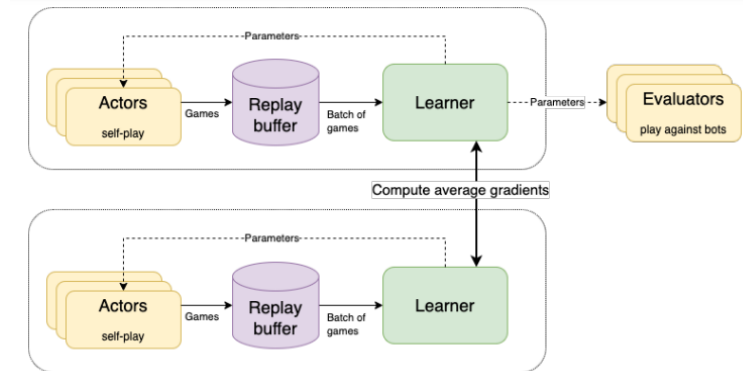 Parameters
Actors
self-play
Games
Replay
buffer
Batch of
games
Learner
Parameters
Evaluators
play against bots
Compute average gradients
Parameters
Actors
self-play
Games
Replay
buffer
Batch of
games
Learner